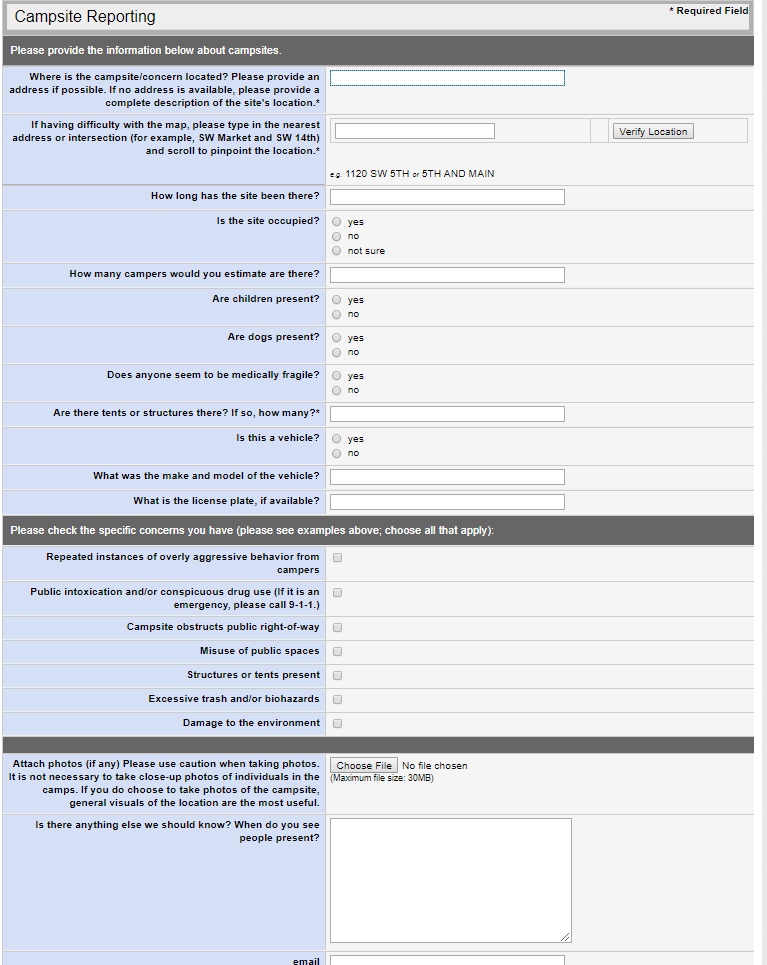 Campsite Reporting
* Required Field
Please provide the information below about campsites.
Where is the campsite/concern located? Please provide an
address if possible. If no address is available, please provide a
complete description of the site's location.*
If having difficulty with the map, please type in the nearest
address or intersection (for example, SW Market and SW 14th)
and scroll to pinpoint the location.*
Verify Location
e.g. 1120 SW 5TH or 5TH AND MAIN
How long has the site been there?
Is the site occupied?
yes
no
not sure
How many campers would you estimate are there?
Are children present?
yes
no
Are dogs present?
yes
no
Does anyone seem to be medically fragile?
yes
no
Are there tents or structures there? If so, how many?*
Is this a vehicle?
yes
no
What was the make and model of the vehicle?
What is the license plate, if available?
Please check the specific concerns you have (please see examples above; choose all that apply):
Repeated instances of overly aggressive behavior from
campers
Public intoxication and/or conspicuous drug use (If it is an
emergency, please call 9-1-1.)
Campsite obstructs public right-of-way
Misuse of public spaces
Structures or tents present
Excessive trash and/or biohazards
Damage to the environment
Attach photos (if any) Please use caution when taking photos.
It is not necessary to take close-up photos of individuals in the
camps. If you do choose to take photos of the campsite,
general visuals of the location are the most useful.
Choose File No file chosen
(Maximum file size: 30MB)
Is there anything else we should know? When do you see
people present?
email